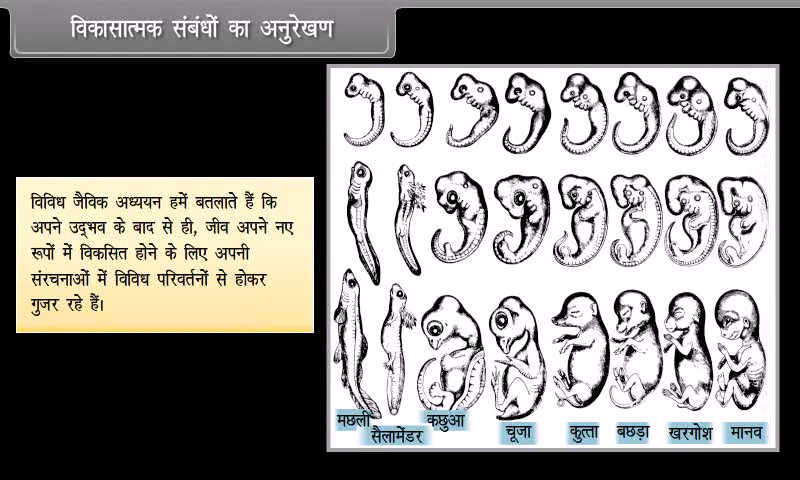 विकासात्मक संबंधों का अनुरेखण
विविध जैविक अध्ययन हमें बतलाते हैं कि
अपने उद्भव के बाद से ही, जीव अपने नए
रूपों में विकसित होने के लिए अपनी
संरचनाओं में विविध परिवर्तनों से होकर
गुजर रहे हैं।
मछली
सैलामेंडर
कछुआ
चूजा
कुत्ता
बछड़ा
खरगोश
मानव